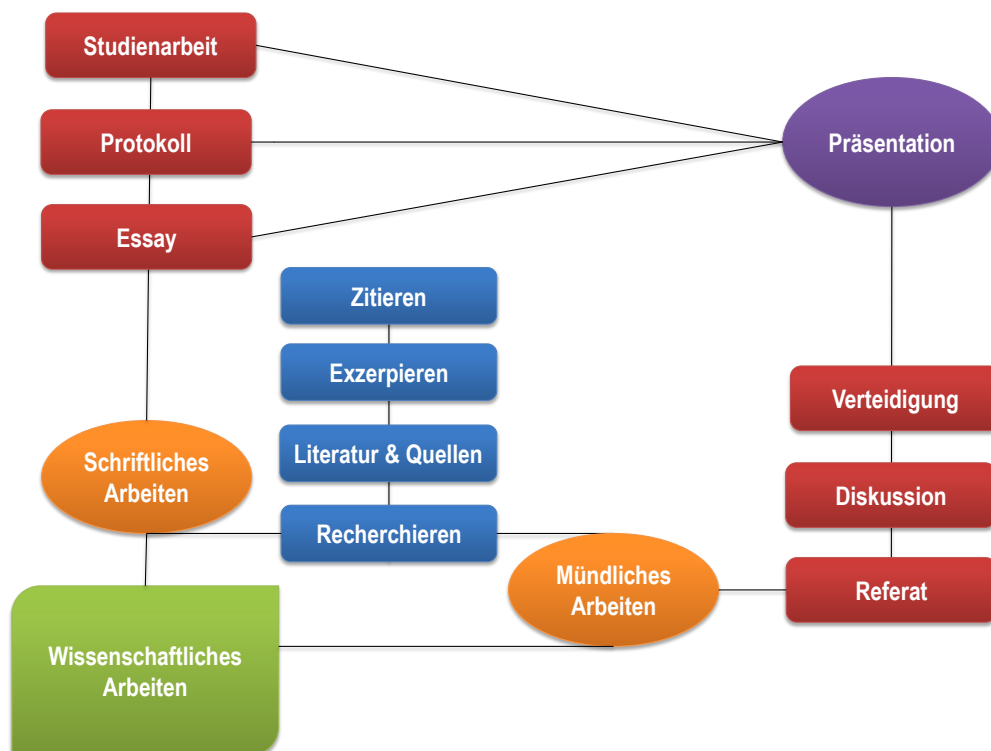 Studienarbeit
Protokoll
Präsentation
Essay
Zitieren
Exzerpieren
Verteidigung
Schriftliches
Arbeiten
Literatur & Quellen
Diskussion
Recherchieren
Mündliches
Arbeiten
Referat
Wissenschaftliches
Arbeiten